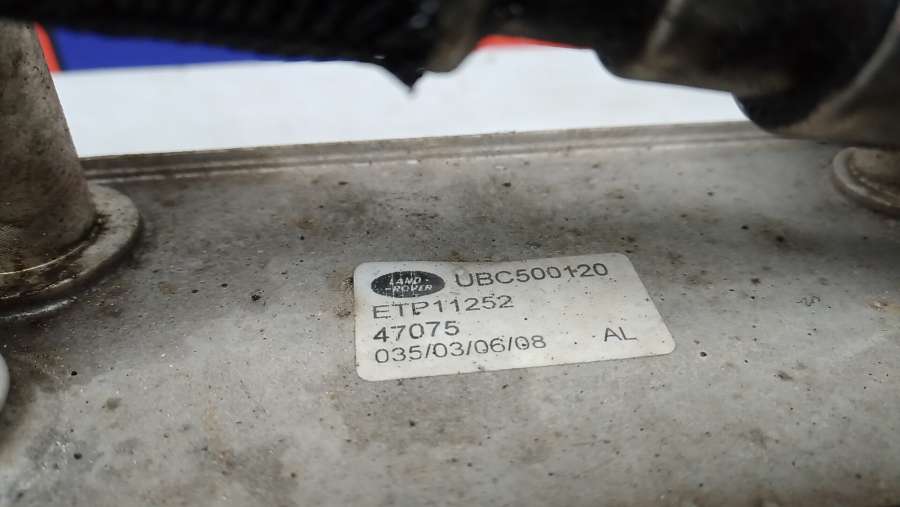 LAND-
-ROVER UBC500120
ETP11252
47075
035/03/06/08 AL